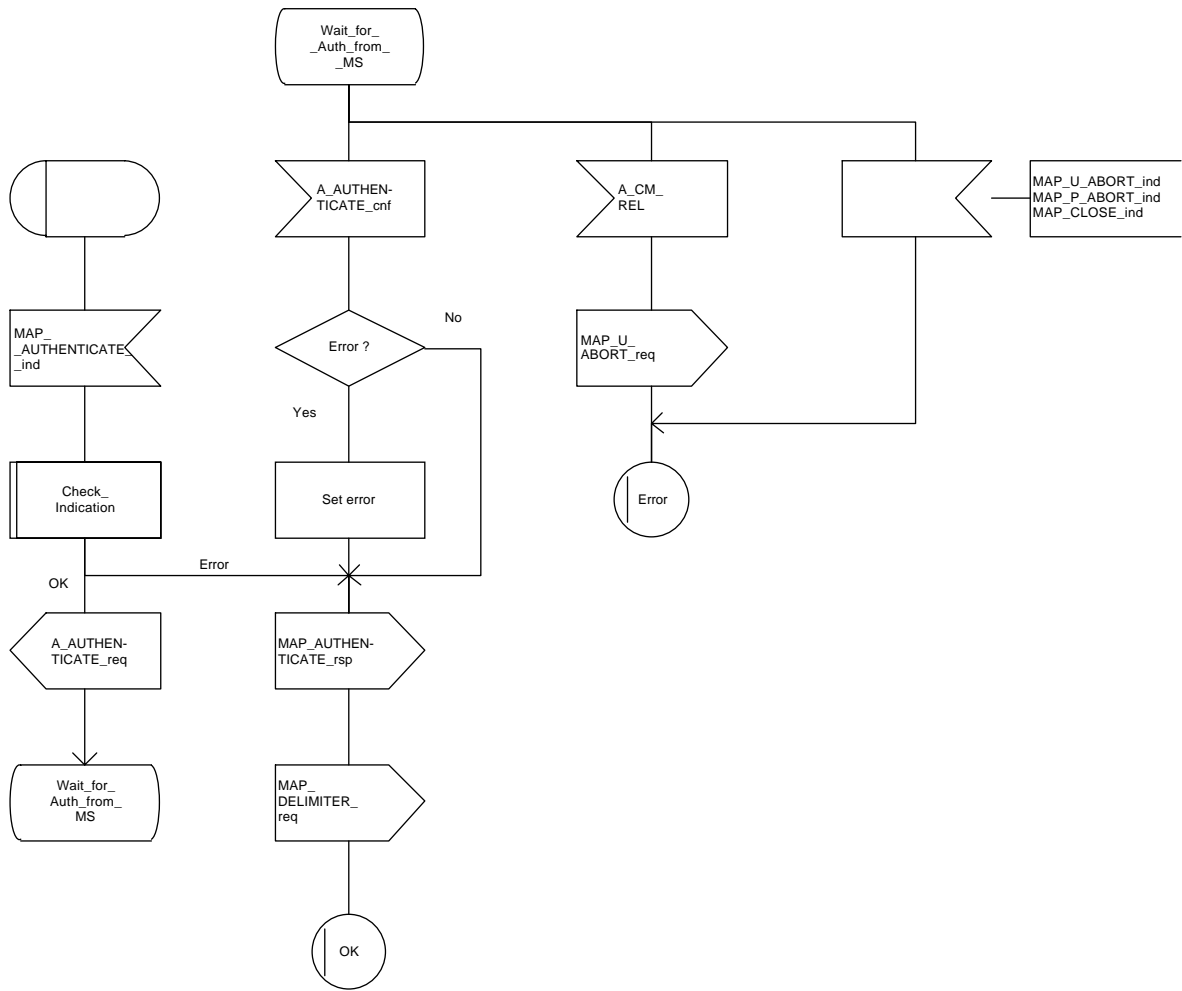 Wait_for_
_Auth_from_
_MS
A_AUTHEN-
TICATE_cnf
A_CM_
REL
MAP_U_ABORT_ind
MAP_P_ABORT_ind
MAP_CLOSE_ind
MAP_
_AUTHENTICATE_
_ind
Error ?
No
MAP_U_
ABORT_req
Yes
Check_
Indication
Set error
Error
Error
OK
A_AUTHEN-
TICATE_req
MAP_AUTHEN-
TICATE_rsp
Wait_for_
Auth_from_
MS
MAP_
DELIMITER_
req
OK